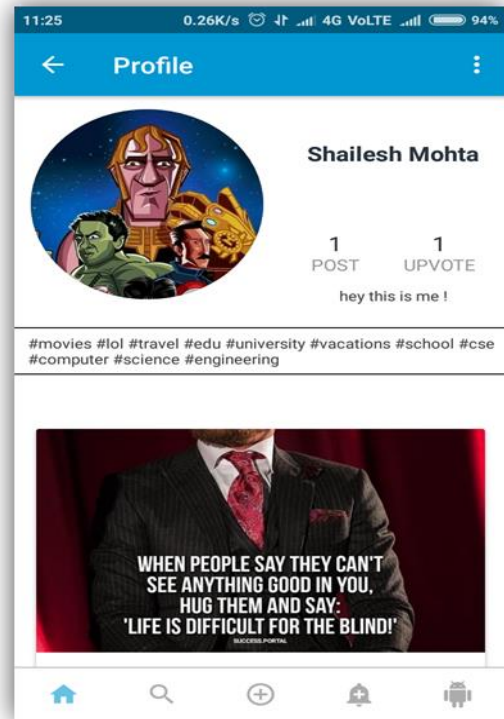 11:25 0.26K/s 4G VoLTE 94%
Profile
Shailesh Mohta
1 1
POST UPVOTE
hey this is me !
#movies #lol #travel #edu #university #vacations #school #cse
#computer #science #engineering
WHEN PEOPLE SAY THEY CAN'T
SEE ANYTHING GOOD IN YOU,
HUG THEM AND SAY:
'LIFE IS DIFFICULT FOR THE BLIND!'
SUCCESS.PORTAL